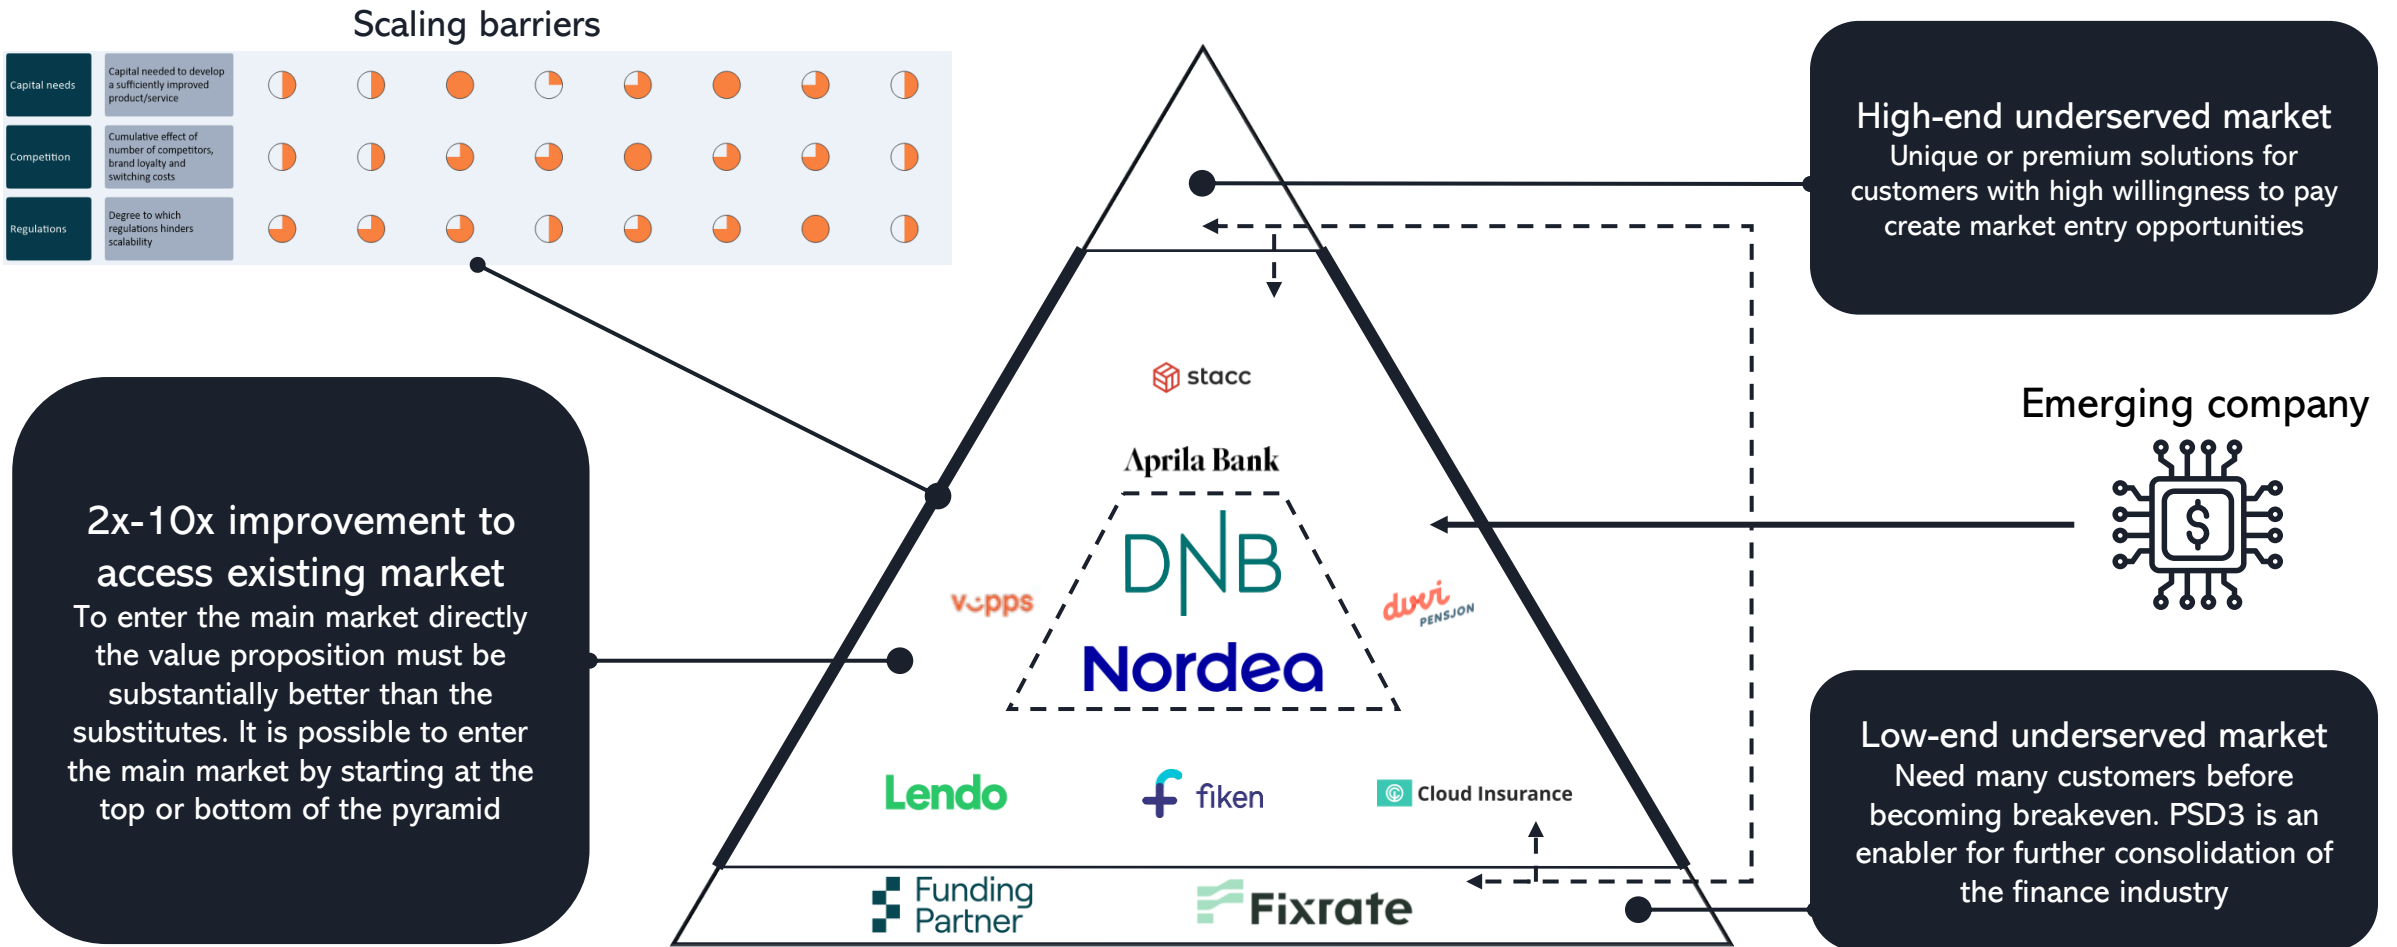 Scaling barriers
Capital needs
Capital needed to develop
a sufficiently improved
product/service
Competition
Cumulative effect of
number of competitors,
brand loyalty and
switching costs
Regulations
Degree to which
regulations hinders
scalability
High-end underserved market
Unique or premium solutions for
customers with high willingness to pay
create market entry opportunities
stacc
Emerging company
$
Aprila Bank
2x-10x improvement to
access existing market
To enter the main market directly
the value proposition must be
substantially better than the
substitutes. It is possible to enter
the main market by starting at the
top or bottom of the pyramid
DNB
vipps
duvi
PENSJON
Nordea
Lendo
fiken
Cloud Insurance
Low-end underserved market
Need many customers before
becoming breakeven. PSD3 is an
enabler for further consolidation of
the finance industry
Funding
Partner
Fixrate